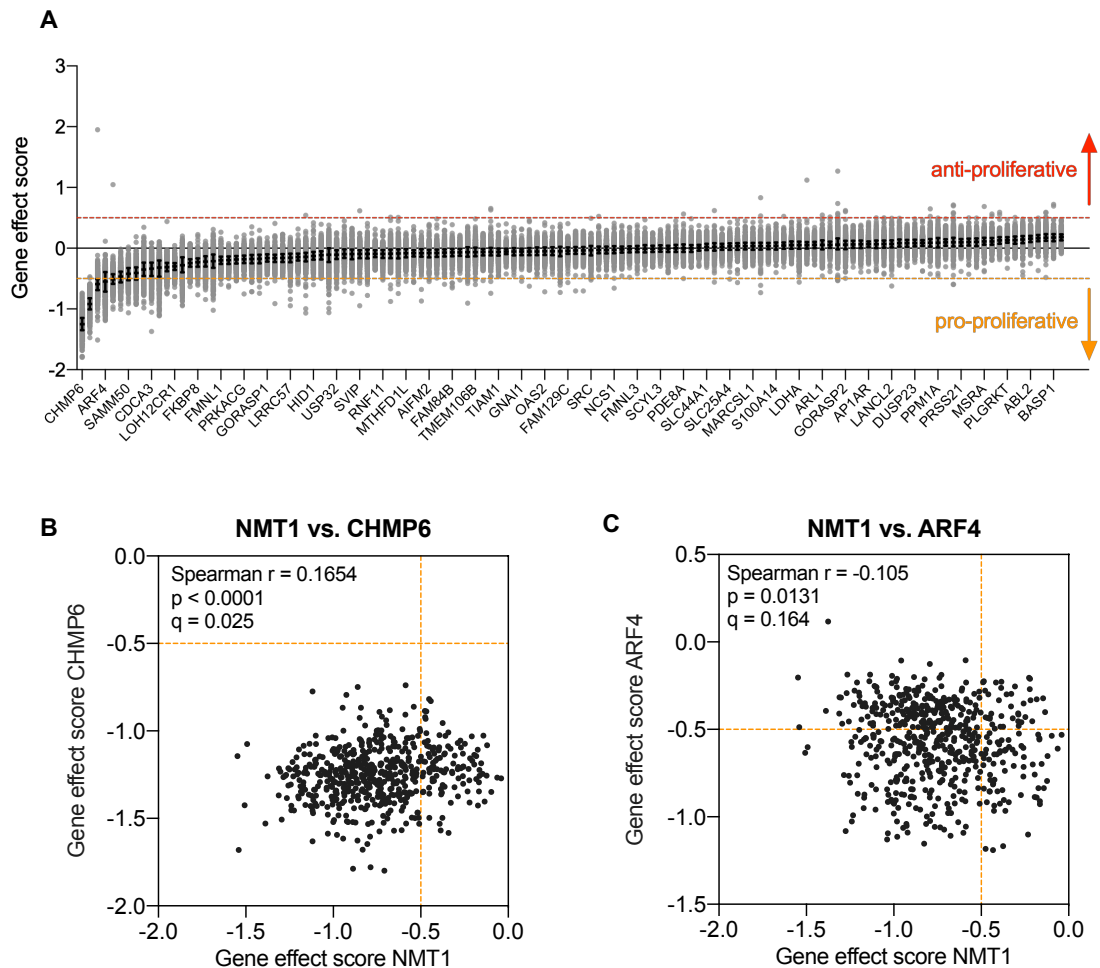 A
3
2
1
0
-1
-2
Gene effect score
anti-proliferative
pro-proliferative
CHMP6
ARF4
SAMM50
CDCA3
LOH12CR1
FKBP8
FMNL1
PRKACG
GORASP1
LRRC57
HID1
USP32
SVIP
RNF11
MTHFD1L
AIFM2
FAM84B
TMEM106B
TIAM1
GNAI1
OAS2
FAM129C
SRC
NCS1
FMNL3
SCYL3
PDE8A
SLC44A1
SLC25A4
MARCSL1
S100A14
LDHA
ARL1
GORASP2
AP1AR
LANCL2
DUSP23
PPM1A
PRSS21
MSRA
PLGRKT
ABL2
BASP1
B
NMT1 vs. CHMP6
Spearman r = 0.1654
p < 0.0001
q = 0.025
0.0
-0.5
-1.0
-1.5
-2.0
Gene effect score CHMP6
-2.0 -1.5 -1.0 -0.5 0.0
Gene effect score NMT1
C
NMT1 vs. ARF4
Spearman r = -0.105
p = 0.0131
q = 0.164
0.5
0.0
-0.5
-1.0
-1.5
Gene effect score ARF4
-2.0 -1.5 -1.0 -0.5 0.0
Gene effect score NMT1